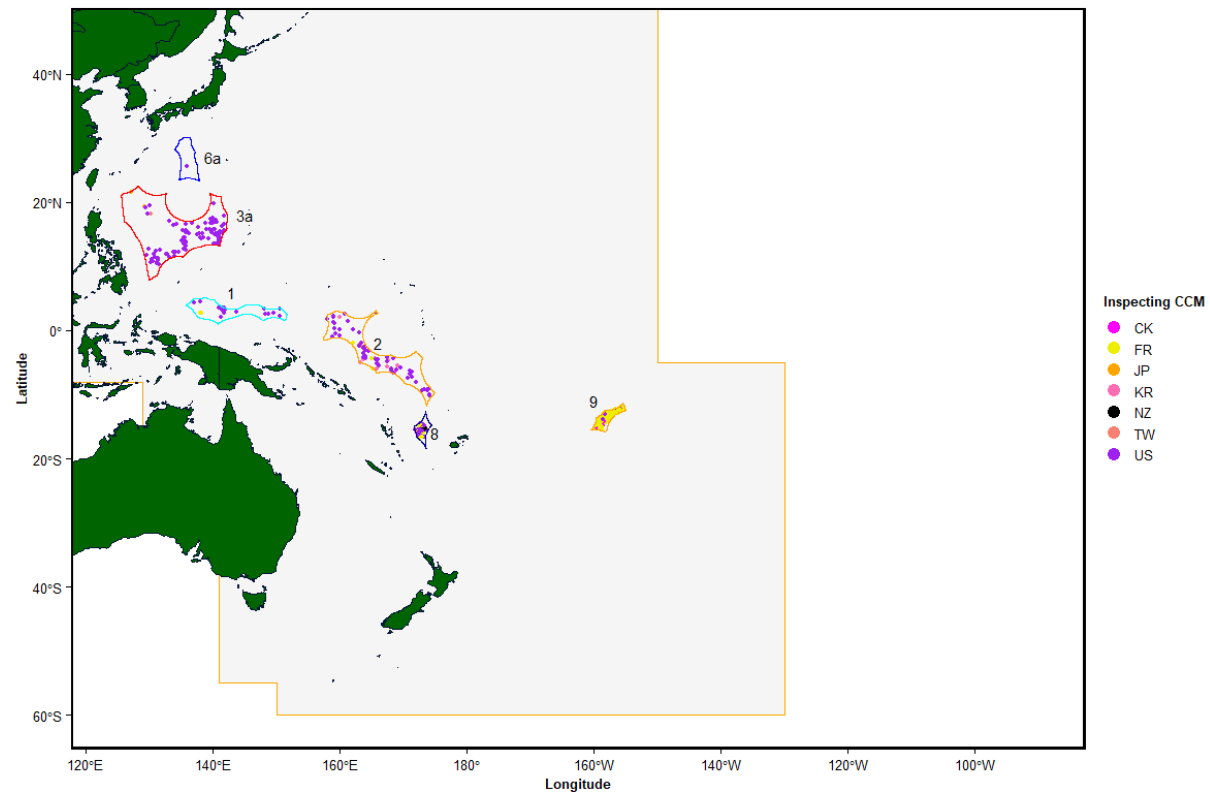 40°N
20°N
0°
20°S
40°S
60°S
Latitude
6a
3a
1
2
8
9
120°E
140°E
160°E
180°
160°W
140°W
120°W
100°W
Longitude
Inspecting CCM
CK
FR
JP
KR
NZ
TW
US